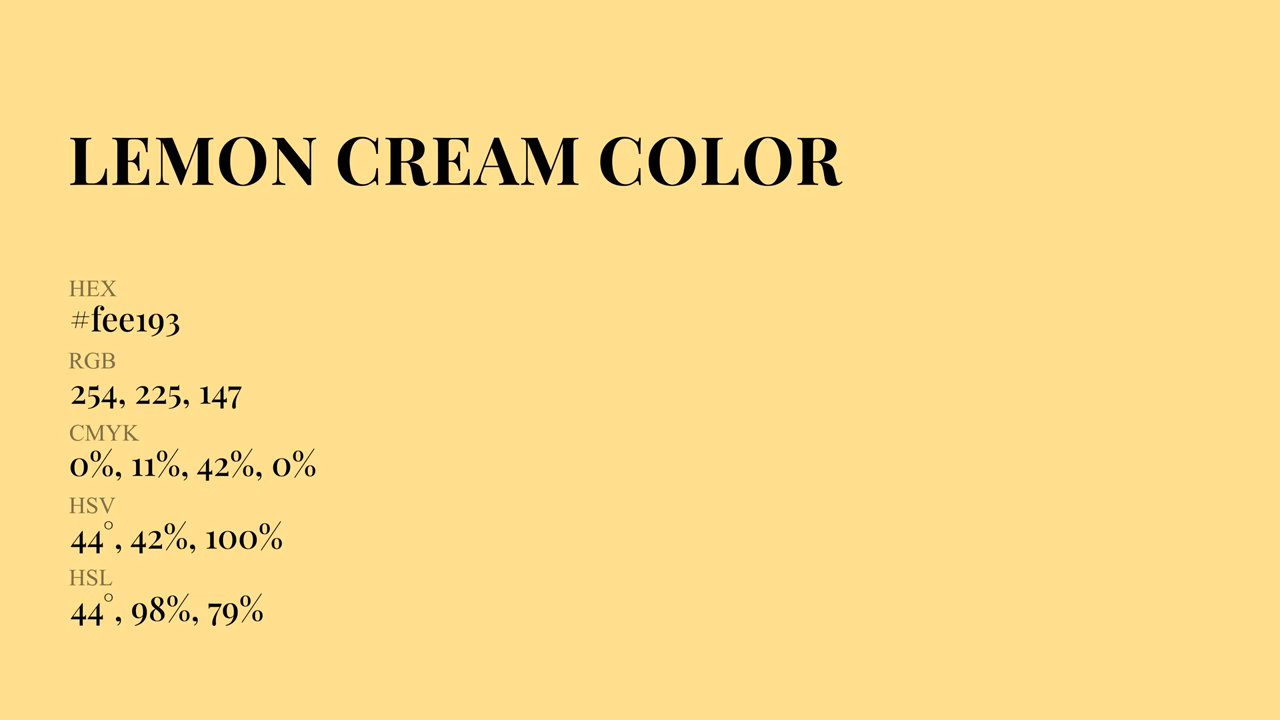 LEMON CREAM COLOR
HEX
#fee193
RGB
254, 225, 147
CMYK
0%, 11%, 42%, 0%
HSV
44°, 42%, 100%
HSL
44°, 98%, 79%